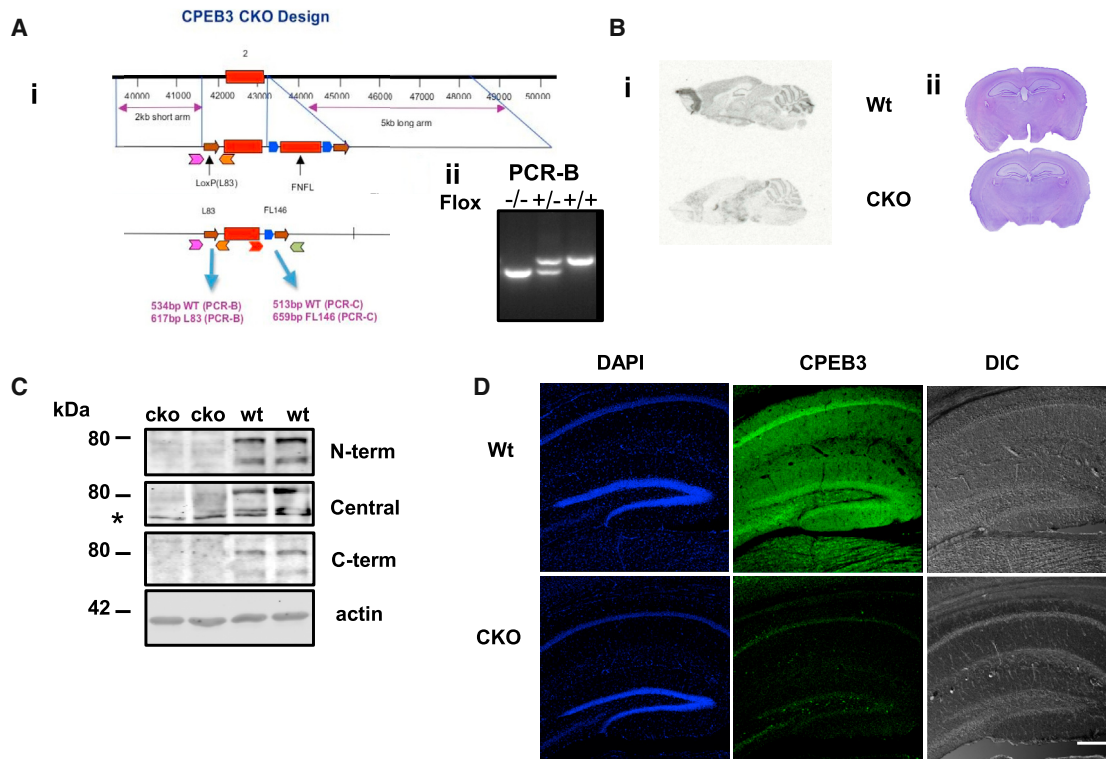 A
CPEB3 CKO Design
i
2
40000 41000 42000 43000 44000 45000 46000 47000 48000 49000 50000
2kb short arm
5kb long arm
LoxP(L83)
FNFL
L83
FL146
534bp WT (PCR-B)
617bp L83 (PCR-B)
513bp WT (PCR-C)
659bp FL146 (PCR-C)
ii
PCR-B
Flox -/- +/- +/+
B
i
Wt
CKO
ii
C
kDa
cko cko wt wt
80 N-term
80 Central
*
80 C-term
42 actin
D
DAPI CPEB3 DIC
Wt
CKO